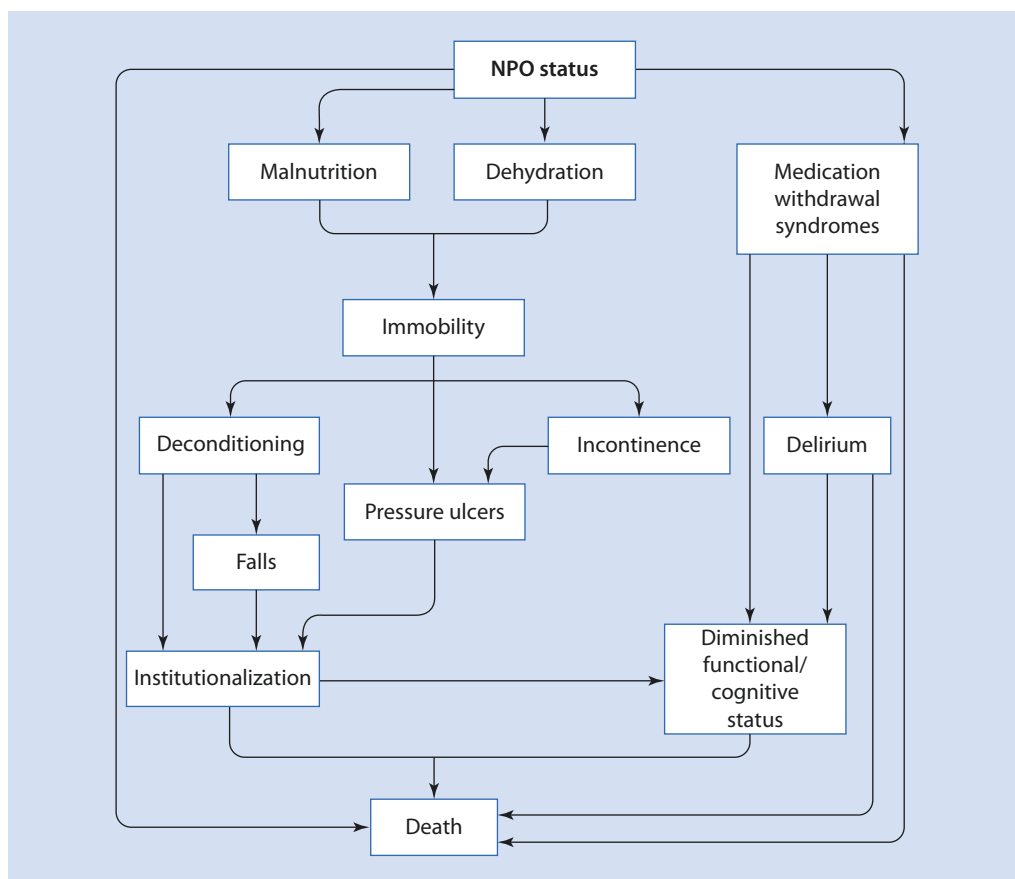 NPO status
Malnutrition
Dehydration
Medication
withdrawal
syndromes
Immobility
Deconditioning
Incontinence
Delirium
Pressure ulcers
Falls
Institutionalization
Diminished
functional/
cognitive
status
Death